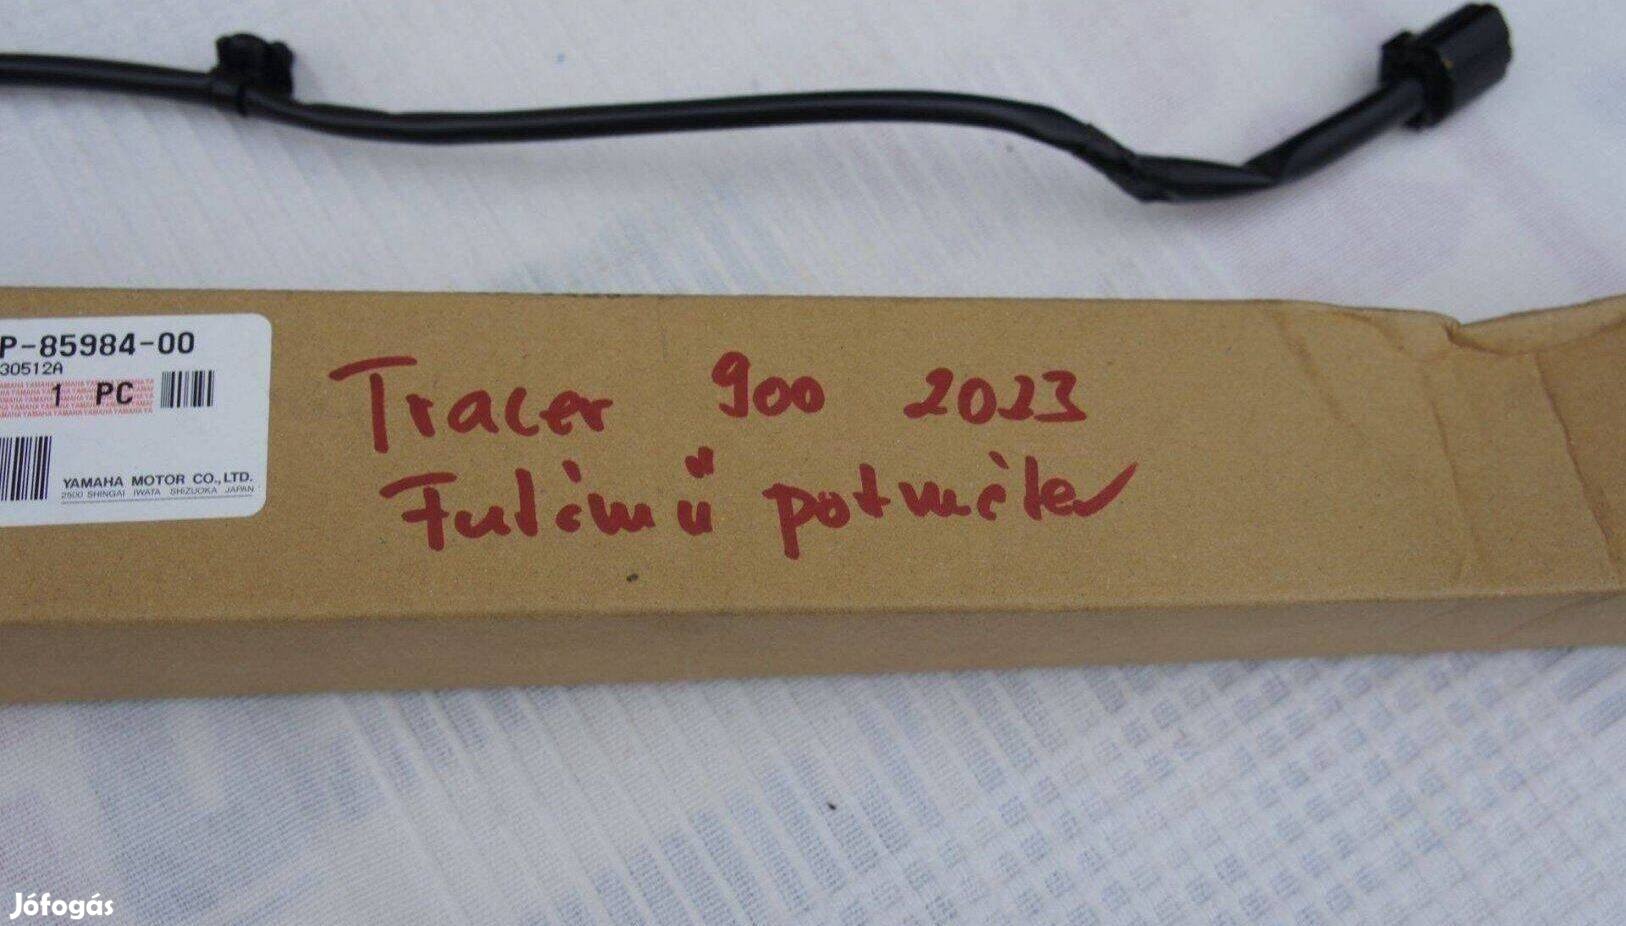 P-85984-00
30512A
1 PC
YAMAHA MOTOR CO.,LTD.
2500 SHINGAI IWATA SHIZUOKA JAPAN
Tracer 900 2023
Futómű potméter
Jófogás